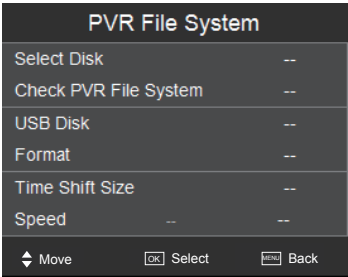 PVR File System
Select Disk --
Check PVR File System --
USB Disk --
Format --
Time Shift Size --
Speed -- --
Move OK Select MENU Back